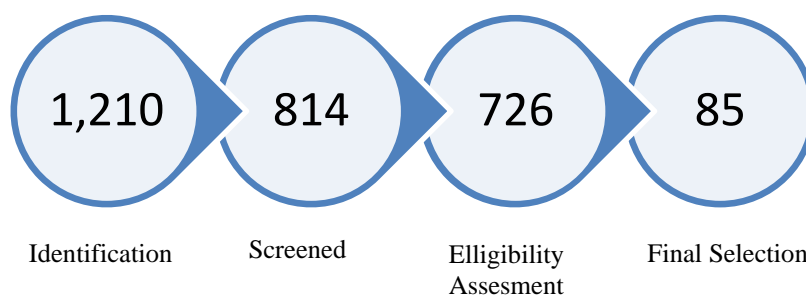 1,210
814
726
85
Identification
Screened
Elligibility
Assesment
Final Selection